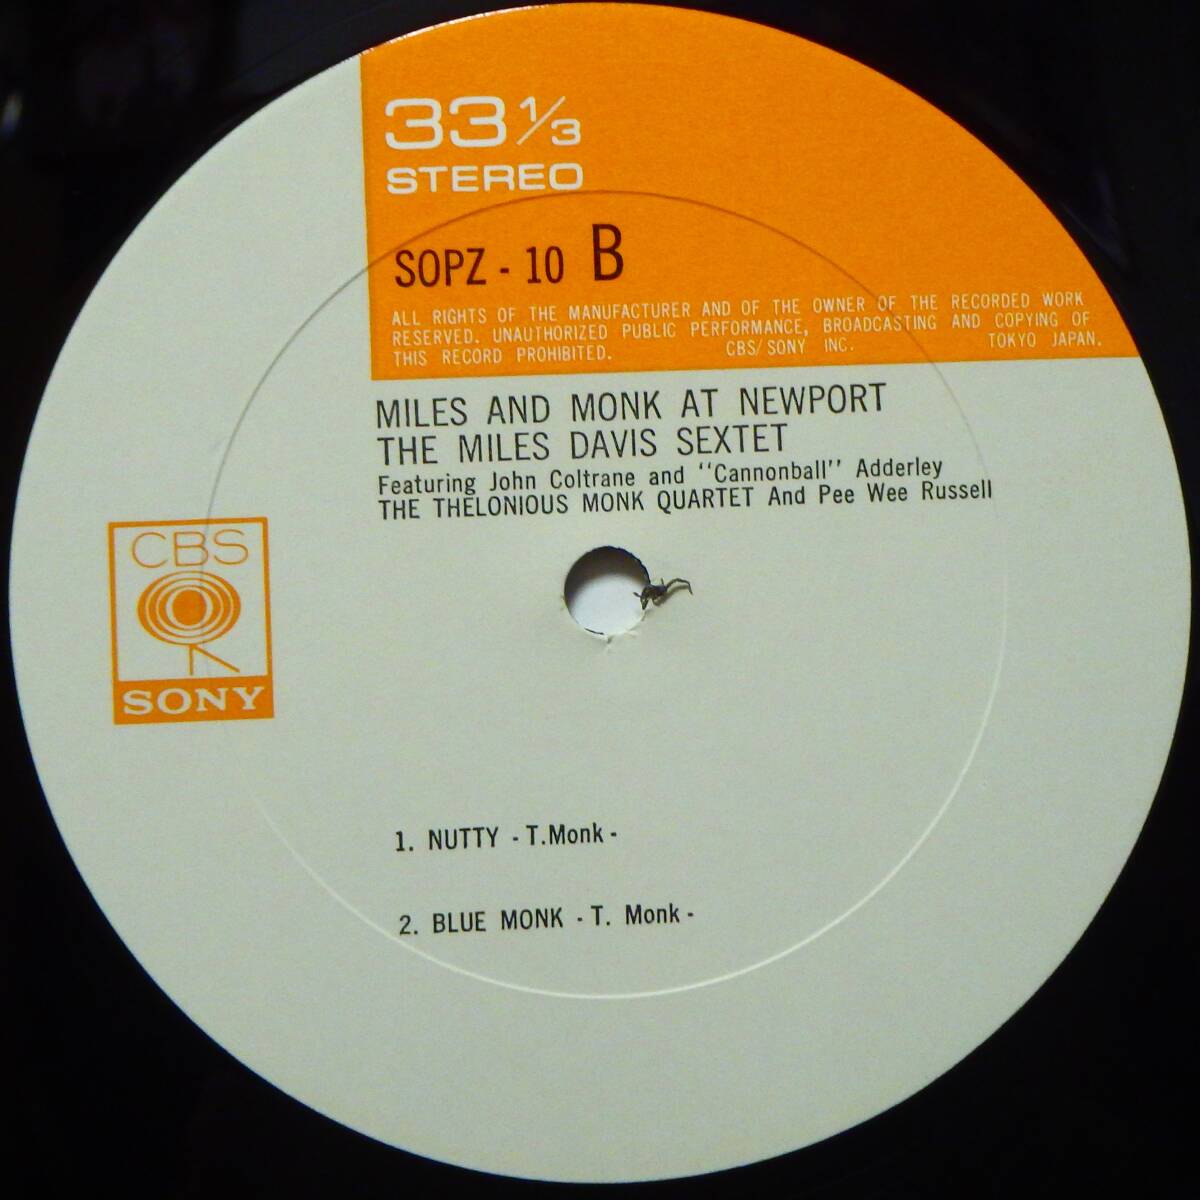 33 1/3
STEREO
SOPZ - 10 B
ALL RIGHTS OF THE MANUFACTURER AND OF THE OWNER OF THE RECORDED WORK
RESERVED. UNAUTHORIZED PUBLIC PERFORMANCE, BROADCASTING AND COPYING OF
THIS RECORD PROHIBITED. CBS/SONY INC. TOKYO JAPAN.
MILES AND MONK AT NEWPORT
THE MILES DAVIS SEXTET
Featuring John Coltrane and "Cannonball" Adderley
THE THELONIOUS MONK QUARTET And Pee Wee Russell
CBS
SONY
1. NUTTY - T.Monk -
2. BLUE MONK - T. Monk -